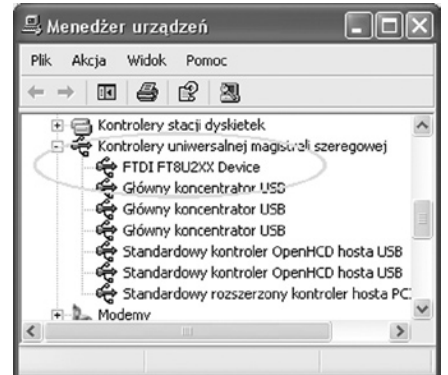 Menedżer urządzeń
Plik Akcja Widok Pomoc
Kontrolery stacji dyskietek
Kontrolery uniwersalnej magistrali szeregowej
FTDI FT8U2XX Device
Główny koncentrator USB
Główny koncentrator USB
Główny koncentrator USB
Standardowy kontroler OpenHCD hosta USB
Standardowy kontroler OpenHCD hosta USB
Standardowy rozszerzony kontroler hosta PC
Modemy